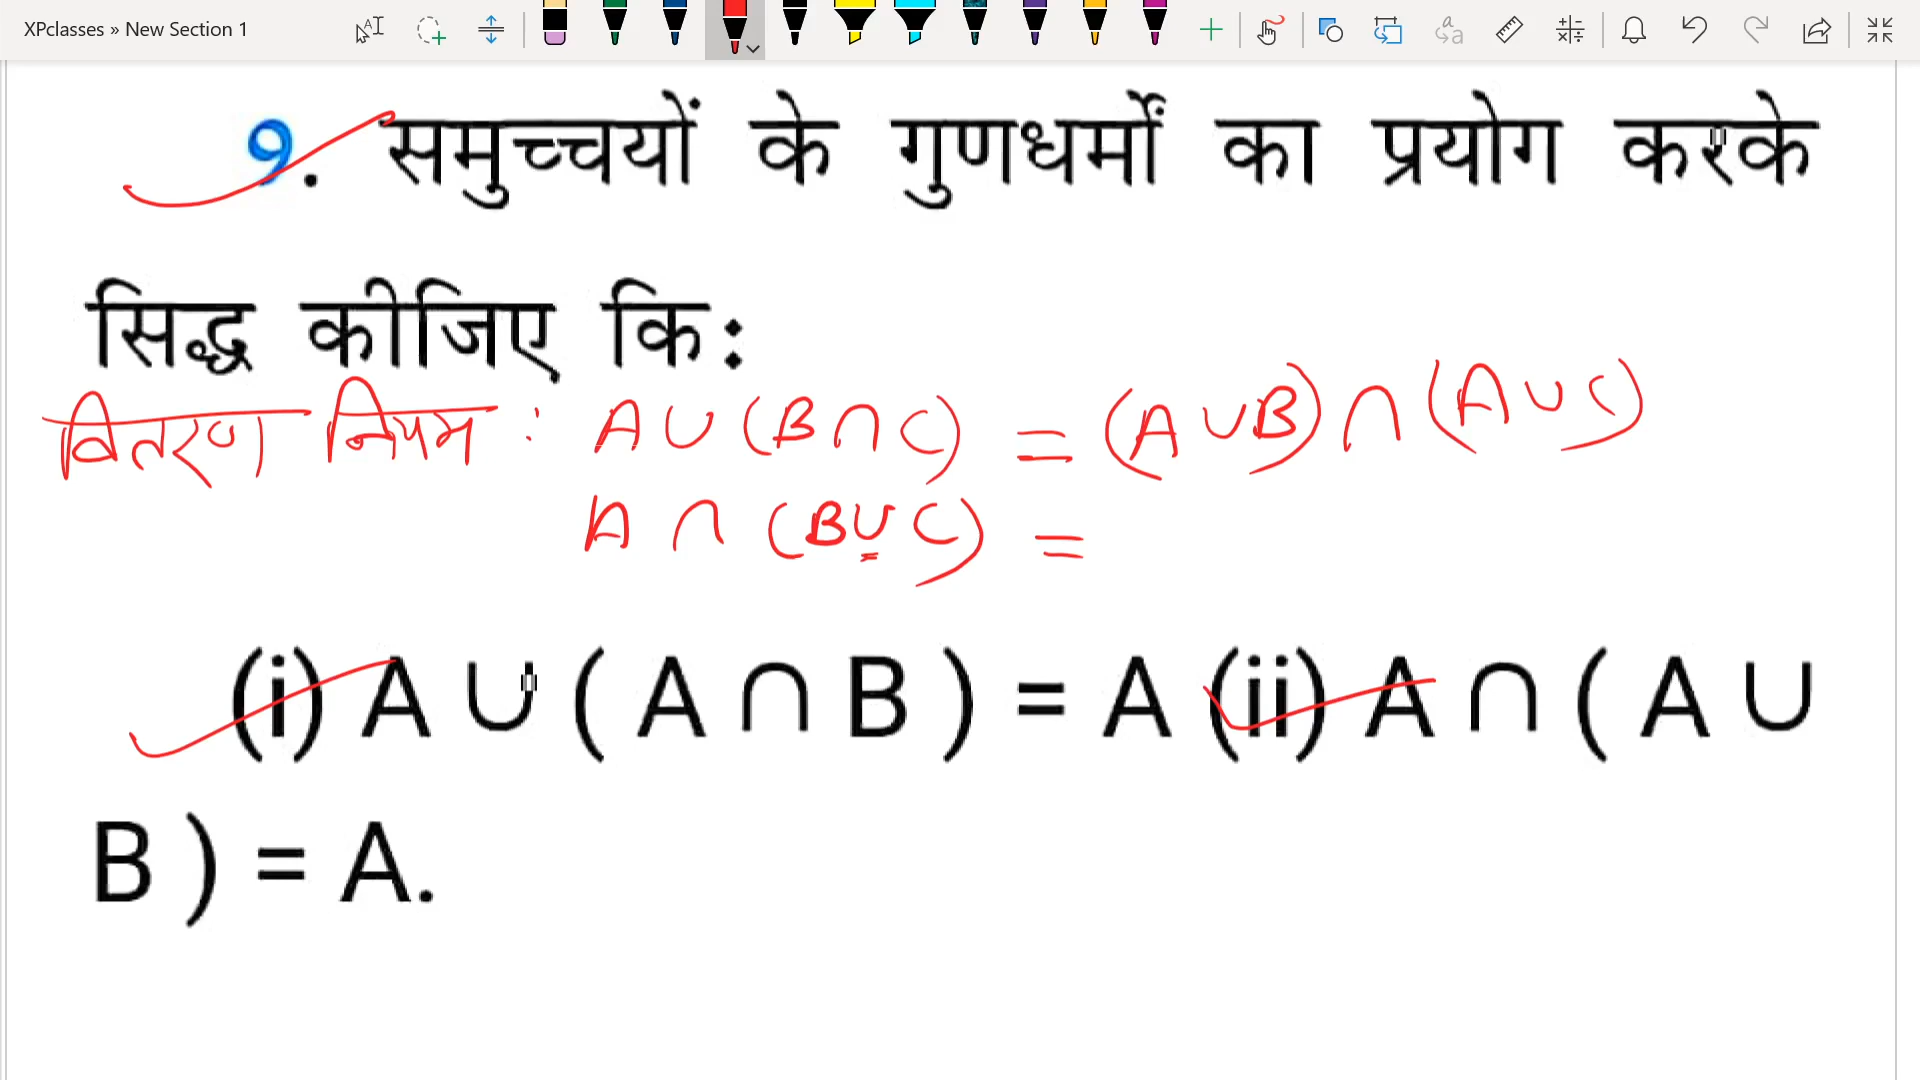 XPclasses » New Section 1
9. समुच्चयों के गुणधर्मों का प्रयोग करके
सिद्ध कीजिए कि:
वितरण नियम : A ∪ (B ∩ C) = (A ∪ B) ∩ (A ∪ C)
A ∩ (B ∪ C) =
(i) A ∪ ( A ∩ B ) = A (ii) A ∩ ( A ∪
B ) = A.